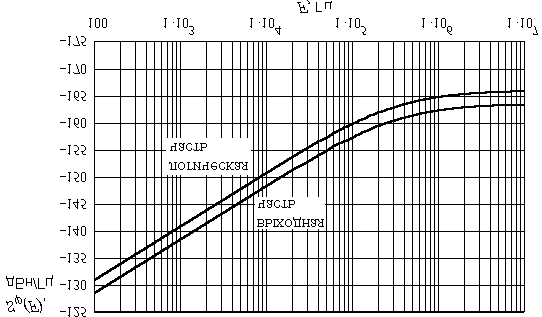 Sφ(F),
дБн/Гц
−125
−130
−135
−140
−145
−150
−155
−160
−165
−170
−175
Выходная
часть
Логическая
часть
100
1·10³
1·10⁴
1·10⁵
1·10⁶
1·10⁷
F, Гц